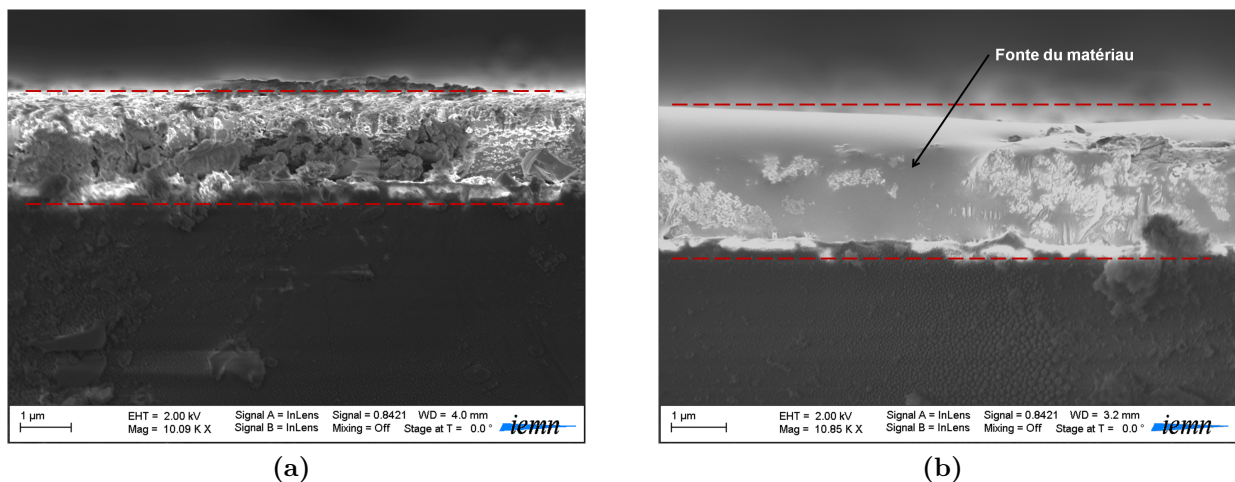 Fonte du matériau
1 µm
EHT = 2.00 kV
Signal A = InLens
Signal = 0.8421
WD = 4.0 mm
Mag = 10.09 K X
Signal B = InLens
Mixing = Off
Stage at T = 0.0 °
iemn
1 µm
EHT = 2.00 kV
Signal A = InLens
Signal = 0.8421
WD = 3.2 mm
Mag = 10.85 K X
Signal B = InLens
Mixing = Off
Stage at T = 0.0 °
iemn
(a)
(b)